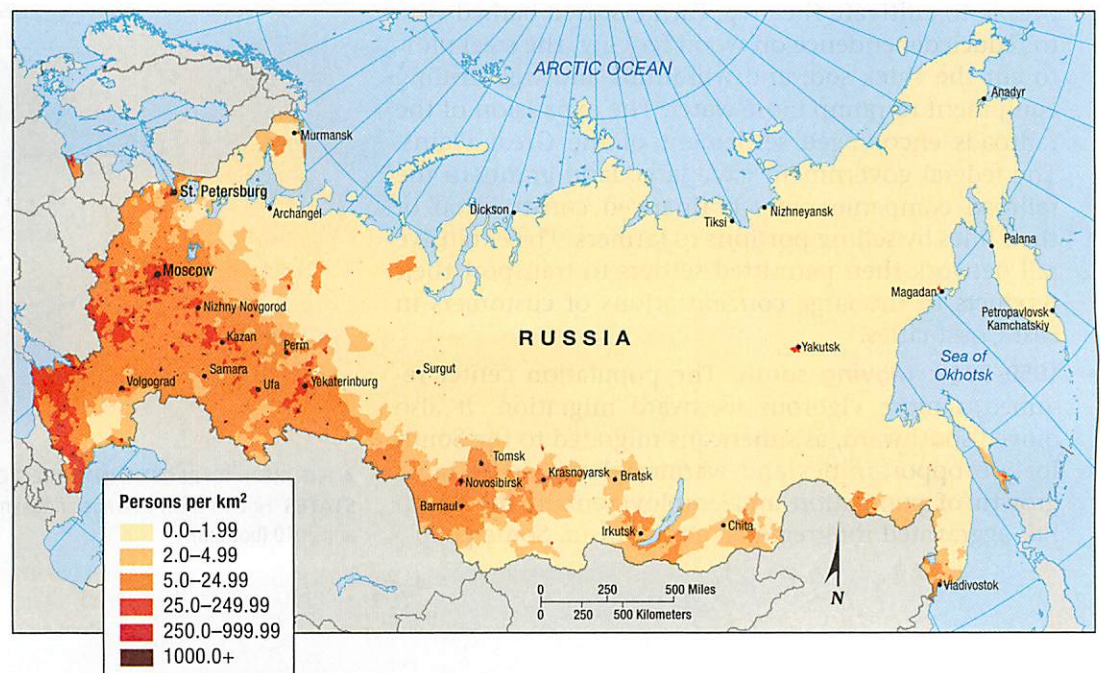 ARCTIC OCEAN
Anadyr
Murmansk
St. Petersburg
Archangel
Dickson
Tiksi
Nizhneyansk
Palana
Moscow
Magadan
Nizhny Novgorod
Petropavlovsk
Kamchatskiy
RUSSIA
Kazan
Perm
Yakutsk
Sea of
Okhotsk
Samara
Surgut
Volgograd
Ufa
Yekaterinburg
Tomsk
Krasnoyarsk
Bratsk
Novosibirsk
Barnaul
Irkutsk
Chita
Vladivostok
Persons per km²
0.0–1.99
2.0–4.99
5.0–24.99
25.0–249.99
250.0–999.99
1000.0+
0 250 500 Miles
0 250 500 Kilometers
N